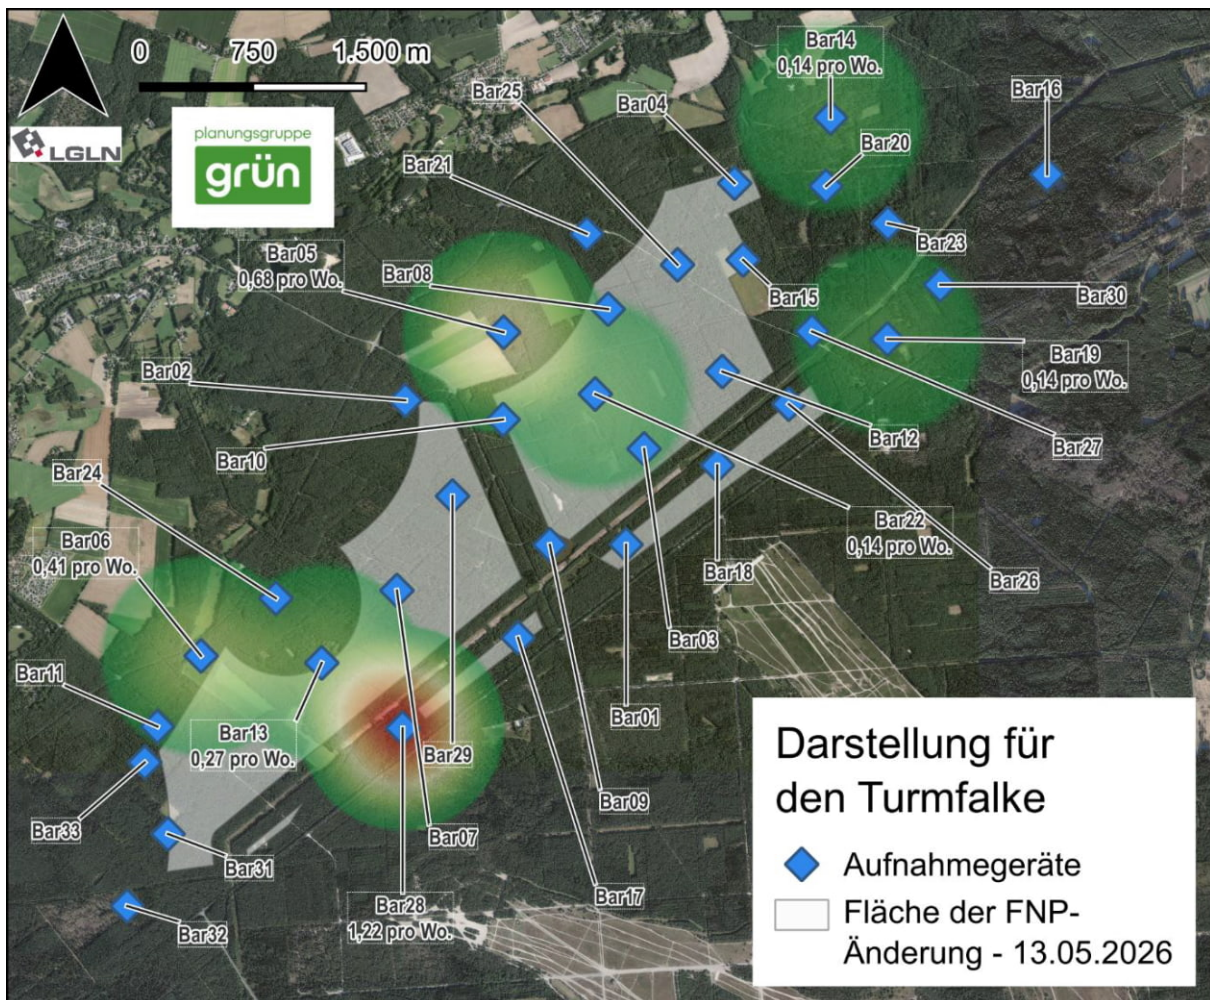 0 750 1.500 m
LGLN
planungsgruppe
grün
Bar14
0,14 pro Wo.
Bar25
Bar04
Bar16
Bar20
Bar21
Bar23
Bar05
0,68 pro Wo.
Bar08
Bar15
Bar30
Bar19
0,14 pro Wo.
Bar02
Bar12
Bar27
Bar10
Bar24
Bar22
0,14 pro Wo.
Bar06
0,41 pro Wo.
Bar18
Bar26
Bar03
Bar11
Bar01
Bar13
0,27 pro Wo.
Bar29
Bar09
Bar33
Bar07
Bar31
Bar17
Bar28
1,22 pro Wo.
Bar32
Darstellung für
den Turmfalke
Aufnahmegeräte
Fläche der FNP-
Änderung - 13.05.2026